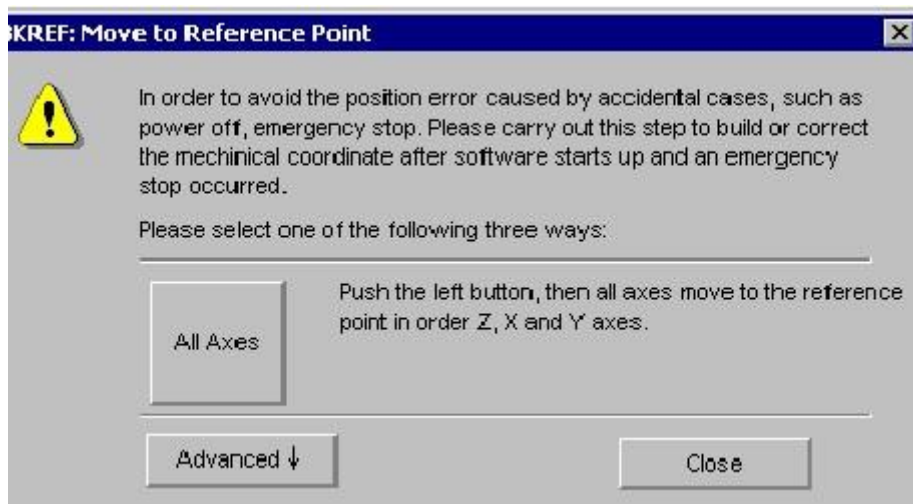 BKREF: Move to Reference Point
In order to avoid the position error caused by accidental cases, such as
power off, emergency stop. Please carry out this step to build or correct
the mechinical coordinate after software starts up and an emergency
stop occurred.
Please select one of the following three ways:
Push the left button, then all axes move to the reference
point in order Z, X and Y axes.
All Axes
Advanced ↓
Close